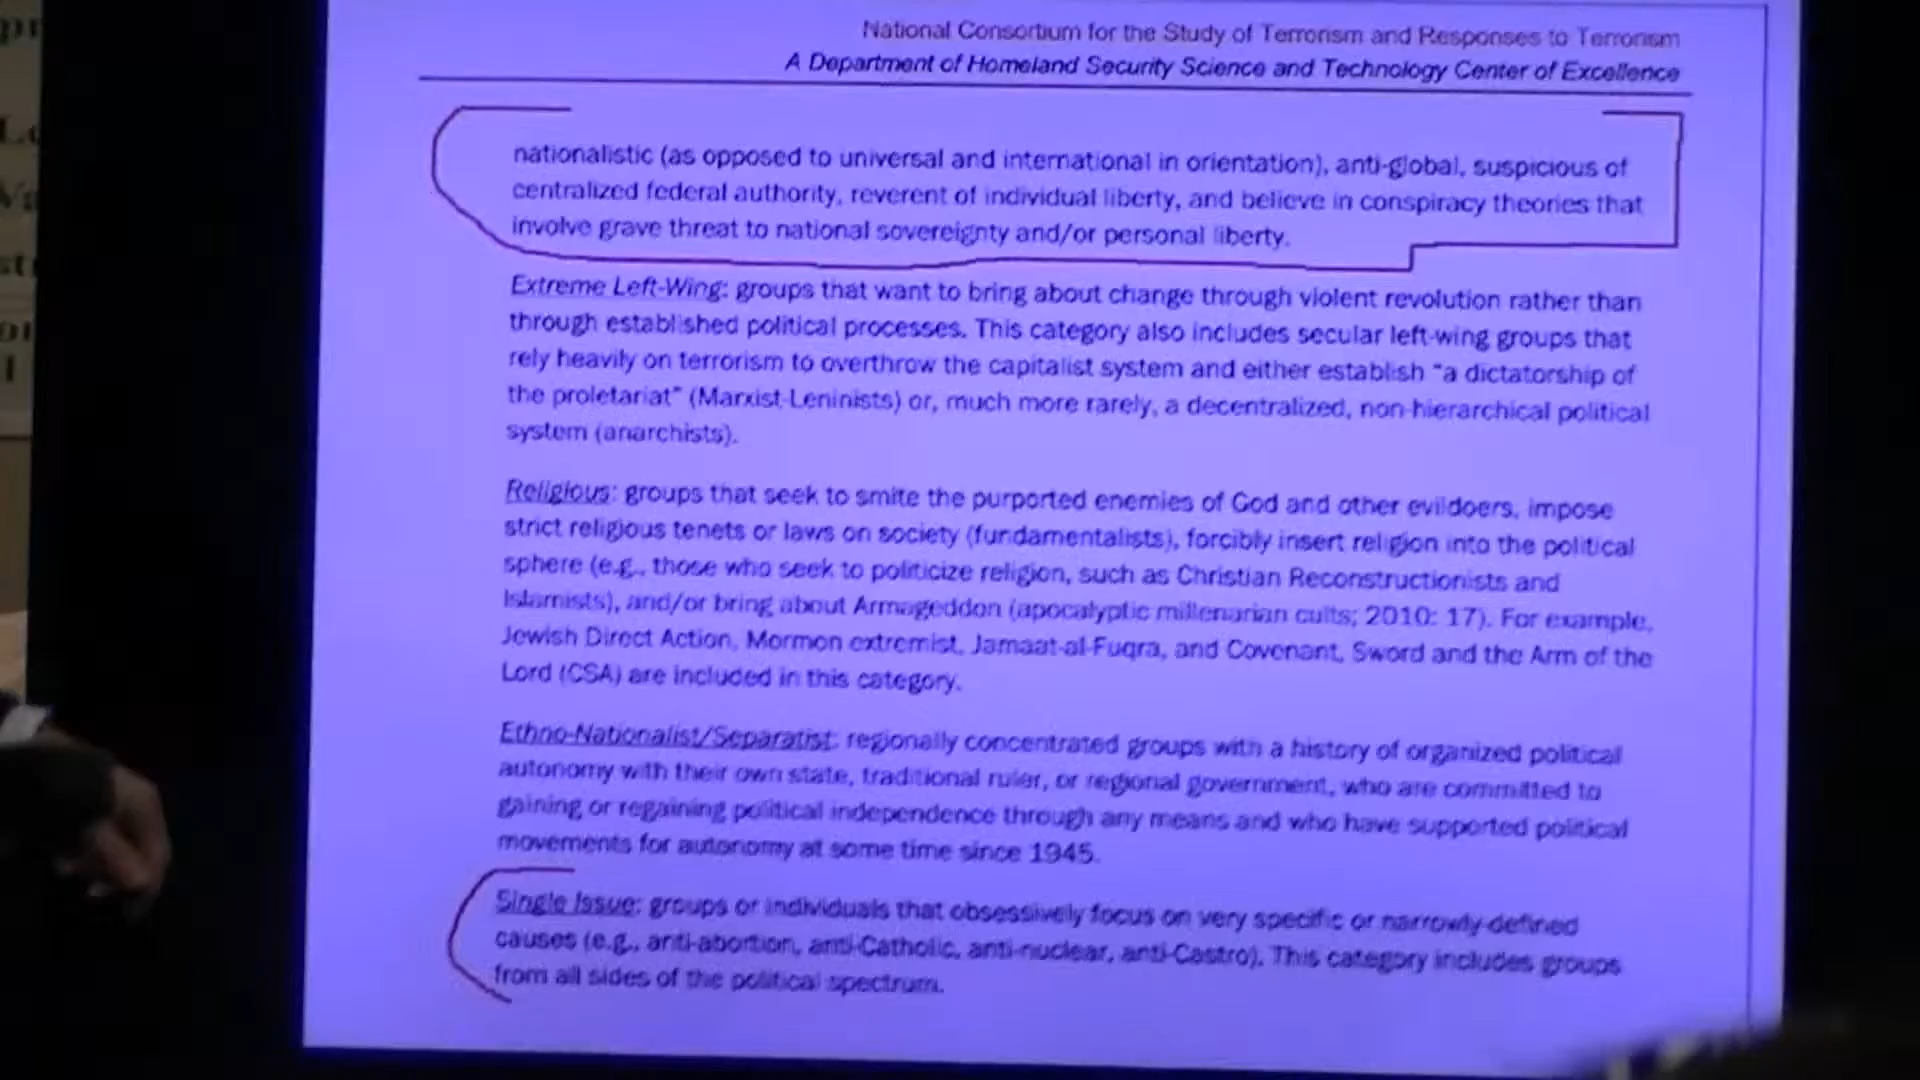 National Consortium for the Study of Terrorism and Responses to Terrorism
A Department of Homeland Security Science and Technology Center of Excellence
nationalistic (as opposed to universal and international in orientation), anti-global, suspicious of
centralized federal authority, reverent of individual liberty, and believe in conspiracy theories that
involve grave threat to national sovereignty and/or personal liberty.
Extreme Left-Wing: groups that want to bring about change through violent revolution rather than
through established political processes. This category also includes secular left-wing groups that
rely heavily on terrorism to overthrow the capitalist system and either establish "a dictatorship of
the proletariat" (Marxist-Leninists) or, much more rarely, a decentralized, non-hierarchical political
system (anarchists).
Religious: groups that seek to smite the purported enemies of God and other evildoers, impose
strict religious tenets or laws on society (fundamentalists), forcibly insert religion into the political
sphere (e.g., those who seek to politicize religion, such as Christian Reconstructionists and
Islamists), and/or bring about Armageddon (apocalyptic millenarian cults; 2010: 17). For example,
Jewish Direct Action, Mormon extremist, Jamaat-al-Fuqra, and Covenant, Sword and the Arm of the
Lord (CSA) are included in this category.
Ethno-Nationalist/Separatist: regionally concentrated groups with a history of organized political
autonomy with their own state, traditional ruler, or regional government, who are committed to
gaining or regaining political independence through any means and who have supported political
movements for autonomy at some time since 1945.
Single Issue: groups or individuals that obsessively focus on very specific or narrowly-defined
causes (e.g., anti-abortion, anti-Catholic, anti-nuclear, anti-Castro). This category includes groups
from all sides of the political spectrum.